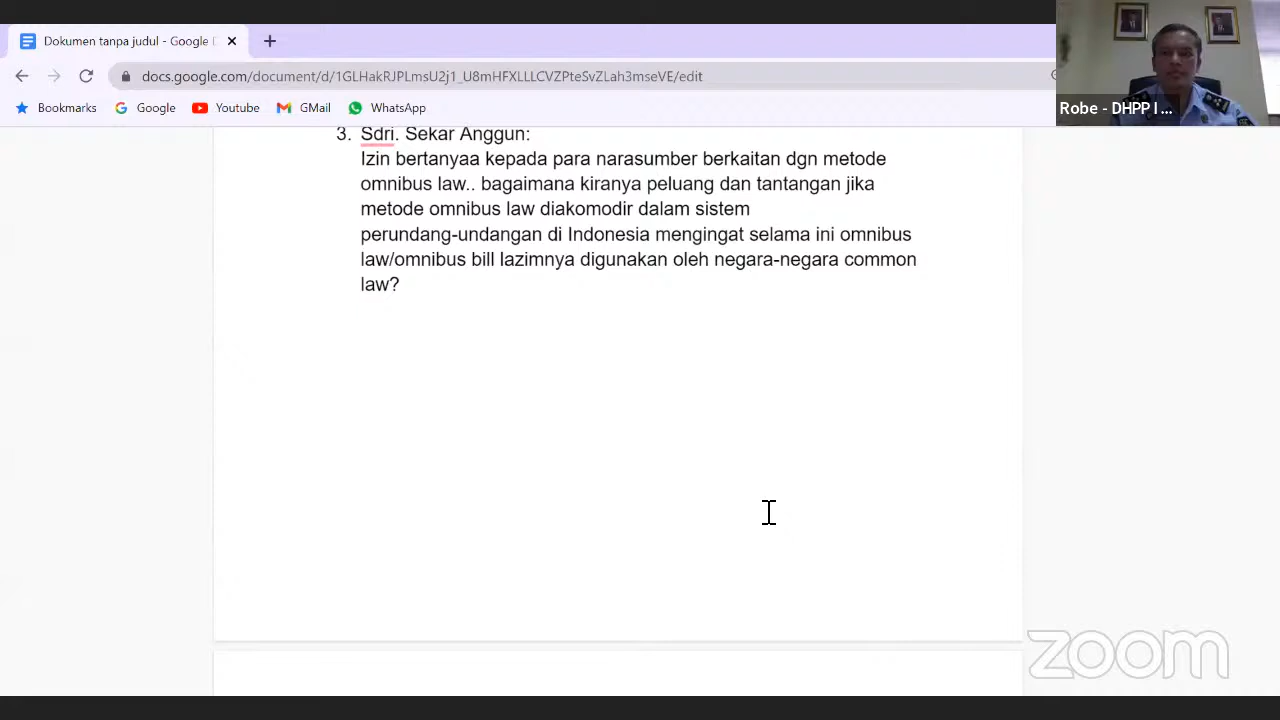 Dokumen tanpa judul - Google D
docs.google.com/document/d/1GLHakRJPLmsU2j1_U8mHFXLLLCVZPteSvZLah3mseVE/edit
Bookmarks Google Youtube GMail WhatsApp
Robe - DHPP I ...
3. Sdri. Sekar Anggun:
Izin bertanyaa kepada para narasumber berkaitan dgn metode
omnibus law.. bagaimana kiranya peluang dan tantangan jika
metode omnibus law diakomodir dalam sistem
perundang-undangan di Indonesia mengingat selama ini omnibus
law/omnibus bill lazimnya digunakan oleh negara-negara common
law?
zoom